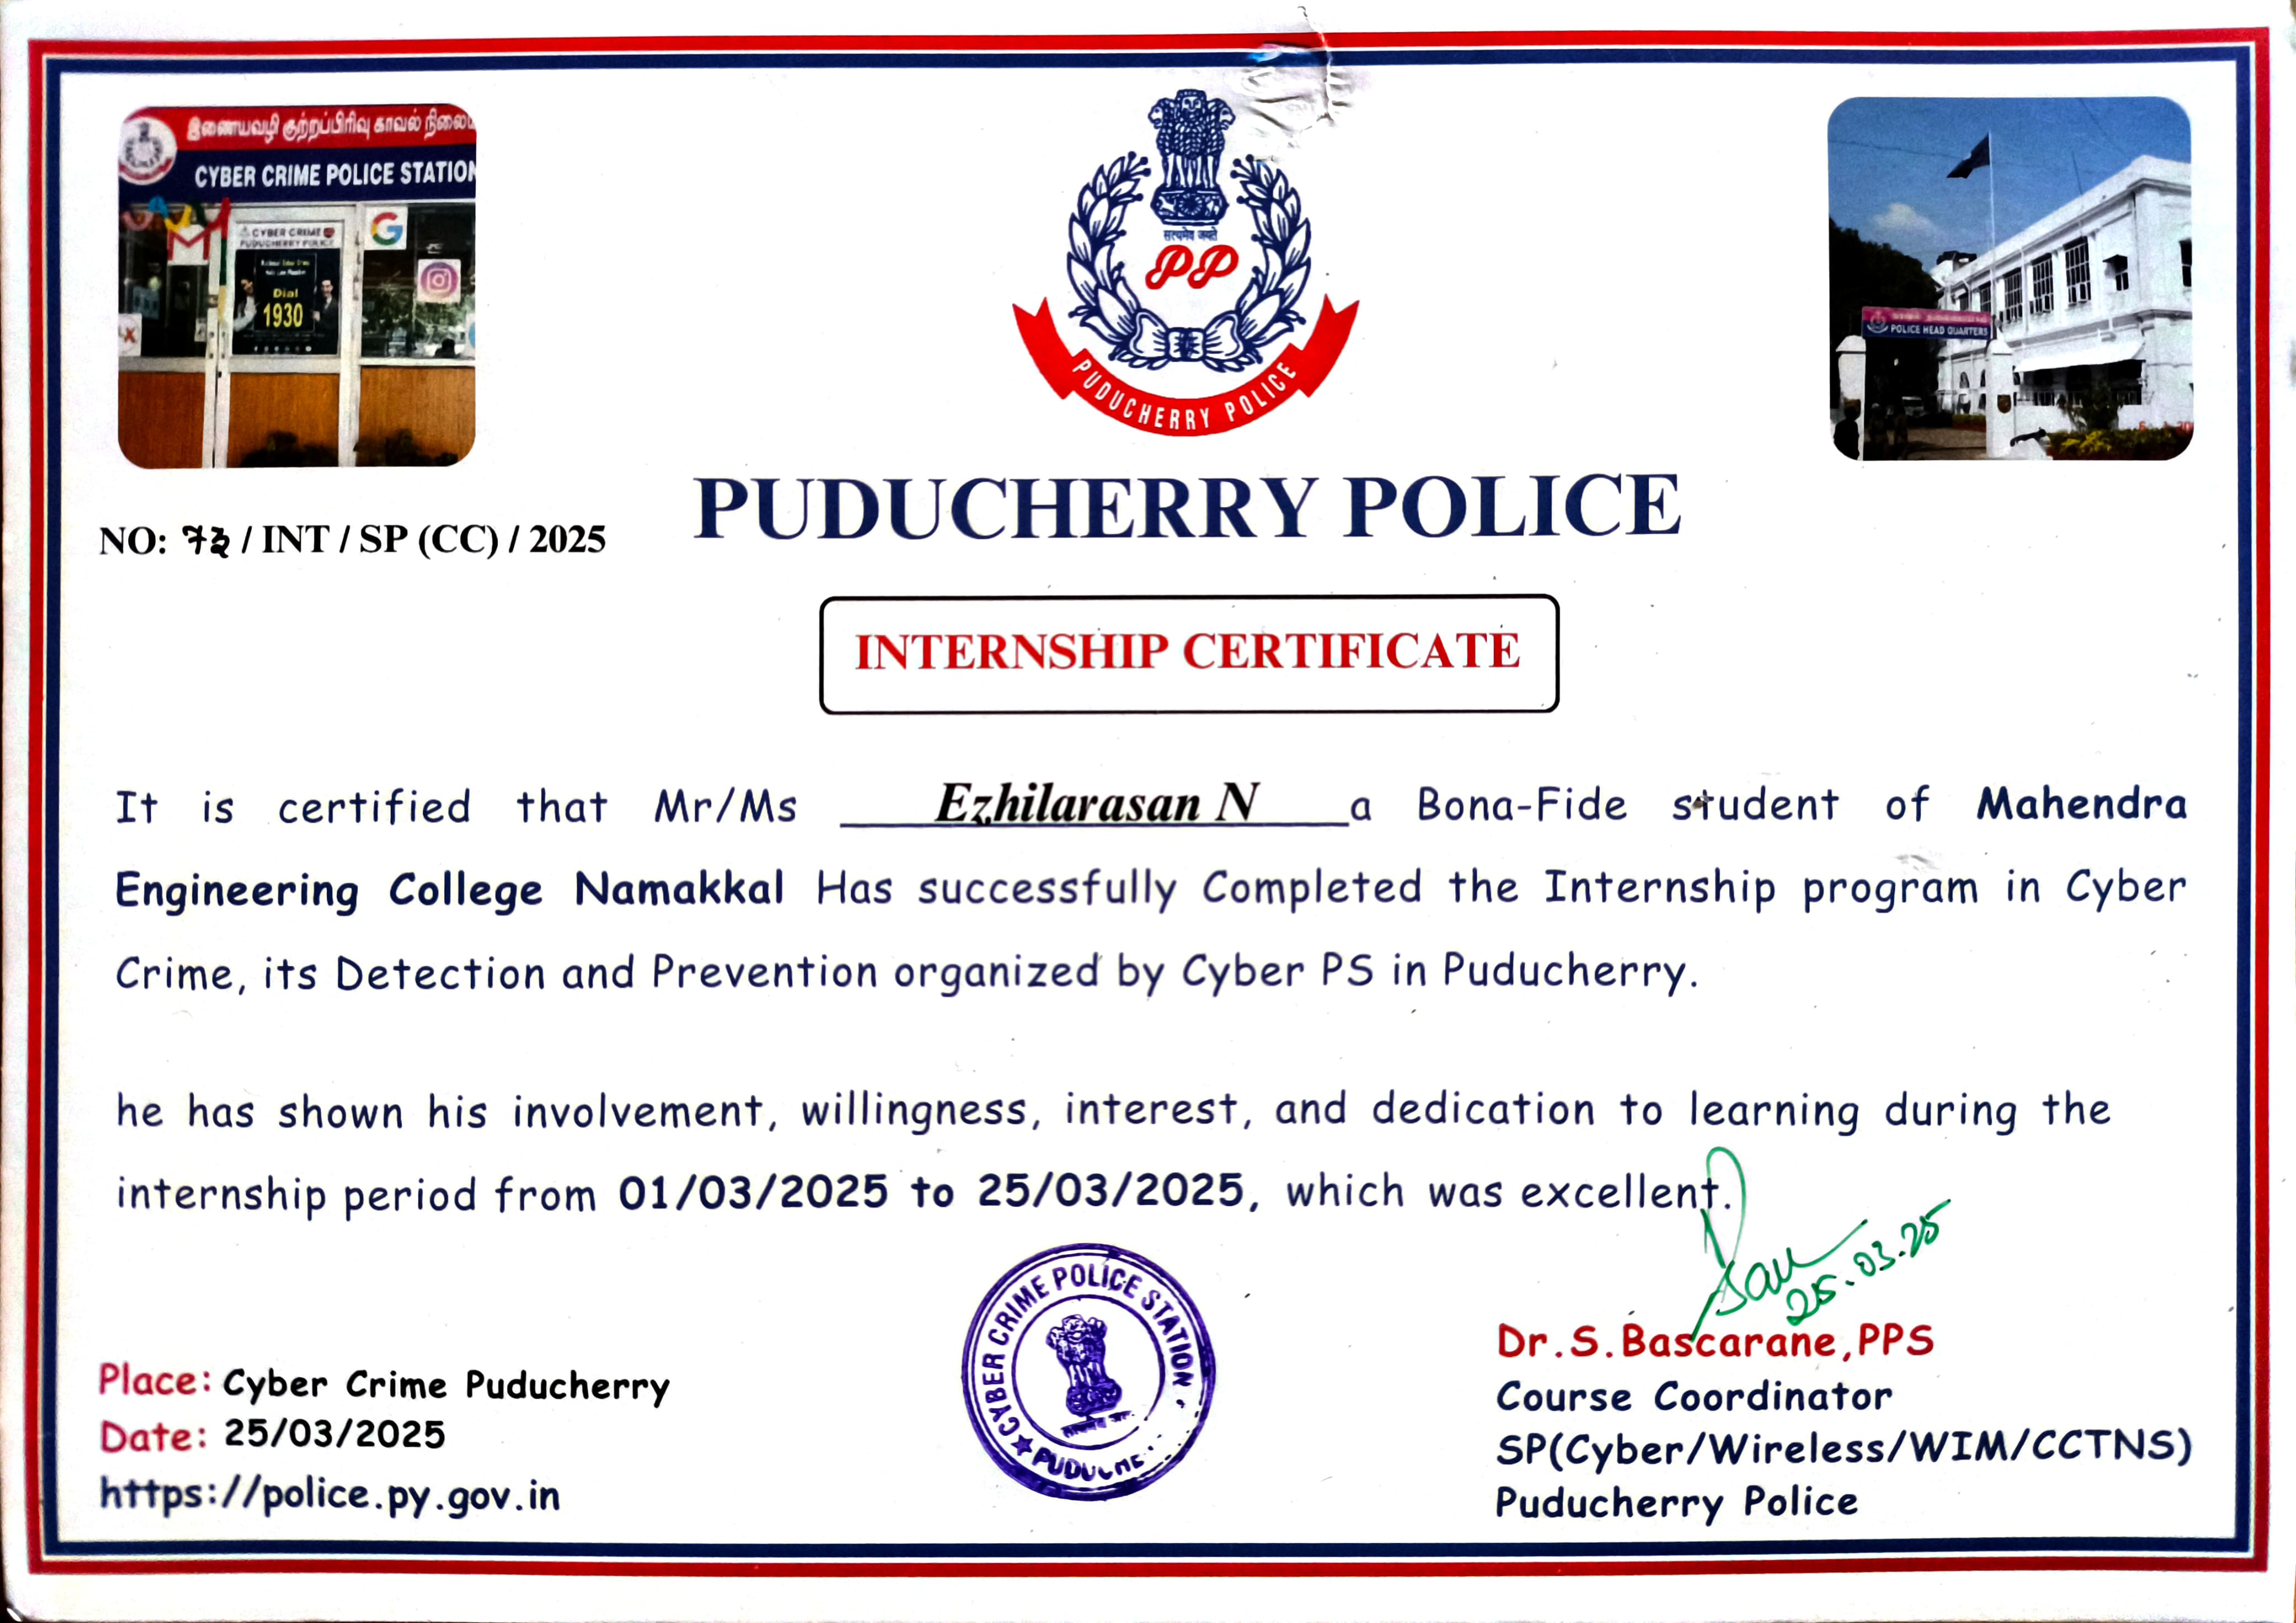 இணையவழி குற்றப்பிரிவு காவல் நிலைய
CYBER CRIME POLICE STATION
CYBER CRIME
PUDUCHERRY POLICE
Dial
1930
सत्यमेव जयते
PP
PUDUCHERRY POLICE
POLICE HEAD QUARTERS
PUDUCHERRY POLICE
NO: ७३ / INT / SP (CC) / 2025
INTERNSHIP CERTIFICATE
It is certified that Mr/Ms Ezhilarasan N a Bona-Fide student of Mahendra
Engineering College Namakkal Has successfully Completed the Internship program in Cyber
Crime, its Detection and Prevention organized by Cyber PS in Puducherry.
he has shown his involvement, willingness, interest, and dedication to learning during the
internship period from 01/03/2025 to 25/03/2025, which was excellent.
25.03.25
CYBER CRIME POLICE STATION
PUDUCHE
Dr.S.Bascarane,PPS
Course Coordinator
SP(Cyber/Wireless/WIM/CCTNS)
Puducherry Police
Place: Cyber Crime Puducherry
Date: 25/03/2025
https://police.py.gov.in